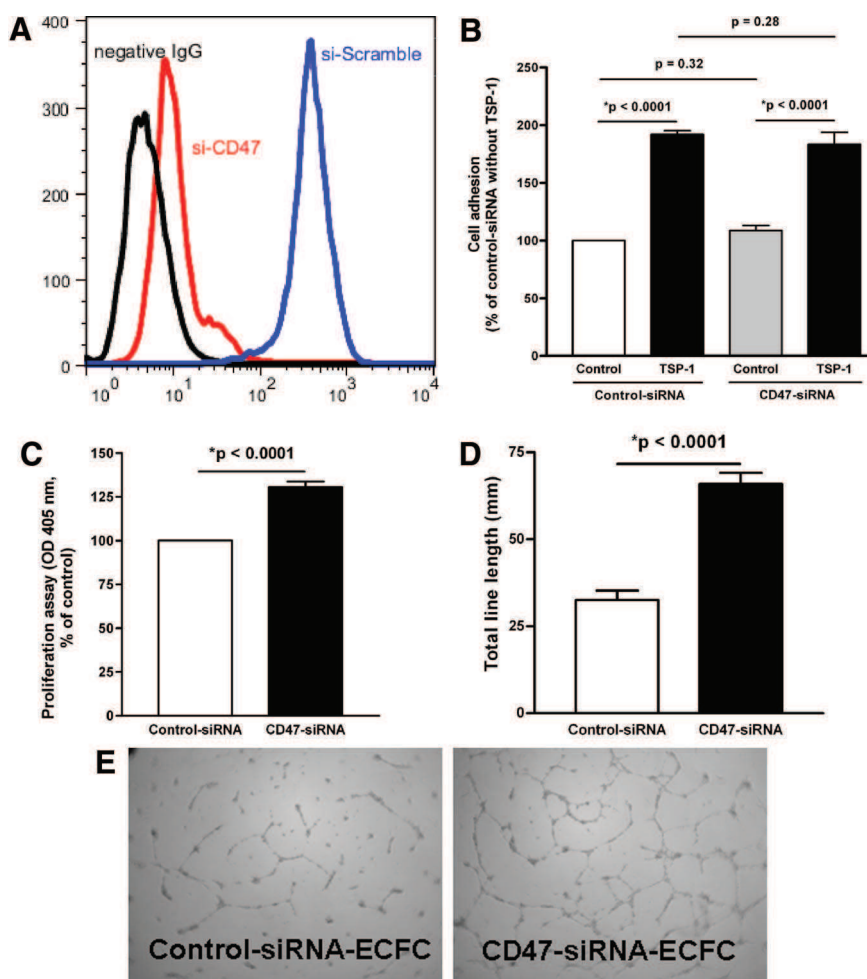 A
400
300
200
100
0
10^0
10^1
10^2
10^3
10^4
negative IgG
si-CD47
si-Scramble
B
p = 0.28
p = 0.32
*p < 0.0001
*p < 0.0001
250
200
150
100
50
0
Cell adhesion
(% of control-siRNA without TSP-1)
Control
TSP-1
Control
TSP-1
Control-siRNA
CD47-siRNA
C
*p < 0.0001
150
125
100
75
50
25
0
Proliferation assay (OD 405 nm,
% of control)
Control-siRNA
CD47-siRNA
D
*p < 0.0001
75
50
25
0
Total line length (mm)
Control-siRNA
CD47-siRNA
E
Control-siRNA-ECFC
CD47-siRNA-ECFC